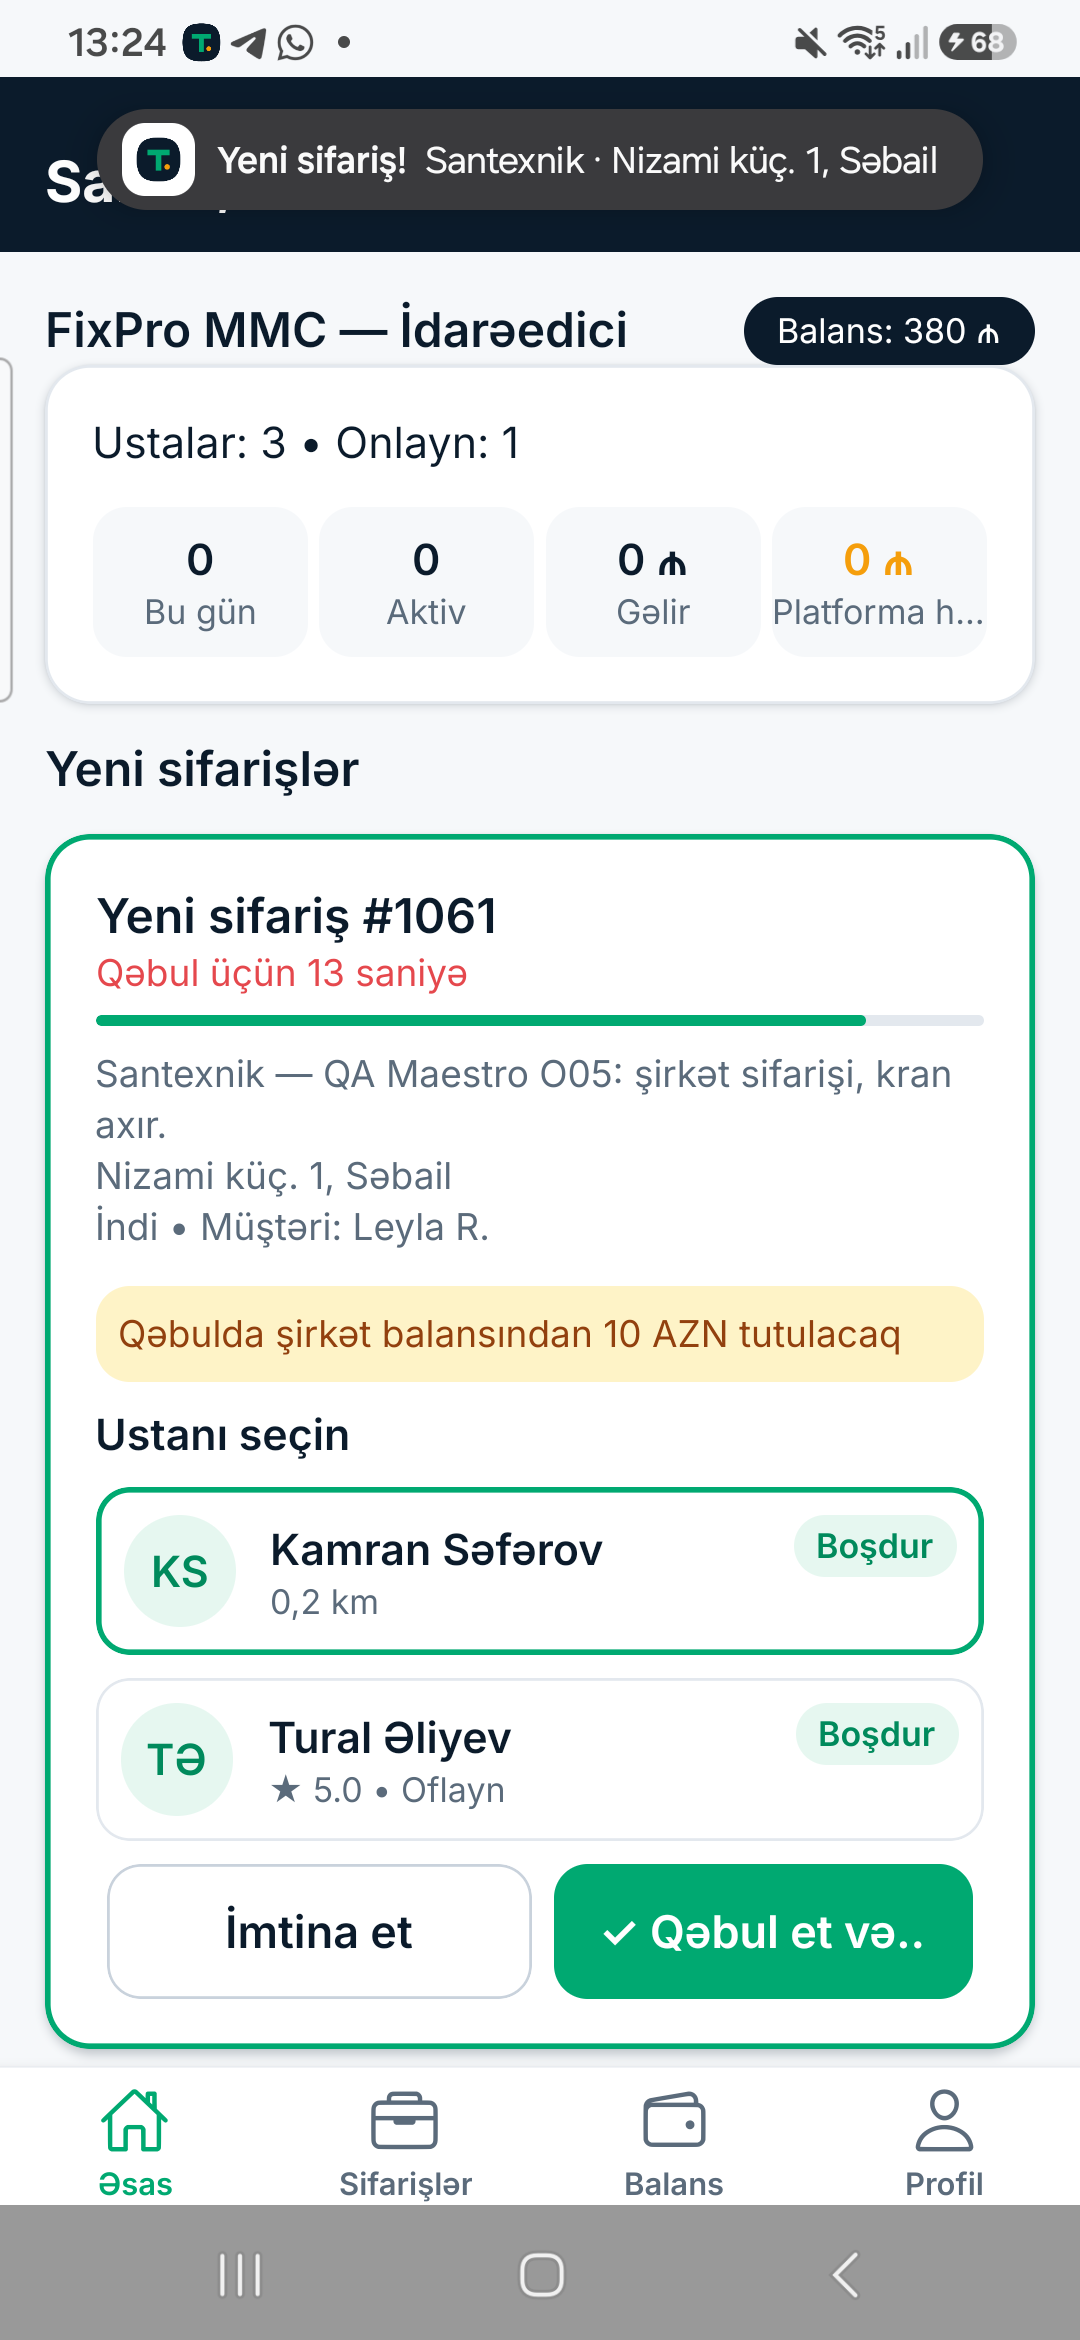 13:24
68
Yeni sifariş! Santexnik · Nizami küç. 1, Səbail
FixPro MMC — İdarəedici
Balans: 380 ₼
Ustalar: 3 • Onlayn: 1
0
Bu gün
0
Aktiv
0 ₼
Gəlir
0 ₼
Platforma h...
Yeni sifarişlər
Yeni sifariş #1061
Qəbul üçün 13 saniyə
Santexnik — QA Maestro O05: şirkət sifarişi, kran
axır.
Nizami küç. 1, Səbail
İndi • Müştəri: Leyla R.
Qəbulda şirkət balansından 10 AZN tutulacaq
Ustanı seçin
KS
Kamran Səfərov
Boşdur
0,2 km
TƏ
Tural Əliyev
Boşdur
★ 5.0 • Oflayn
İmtina et
✓ Qəbul et və..
Əsas
Sifarişlər
Balans
Profil